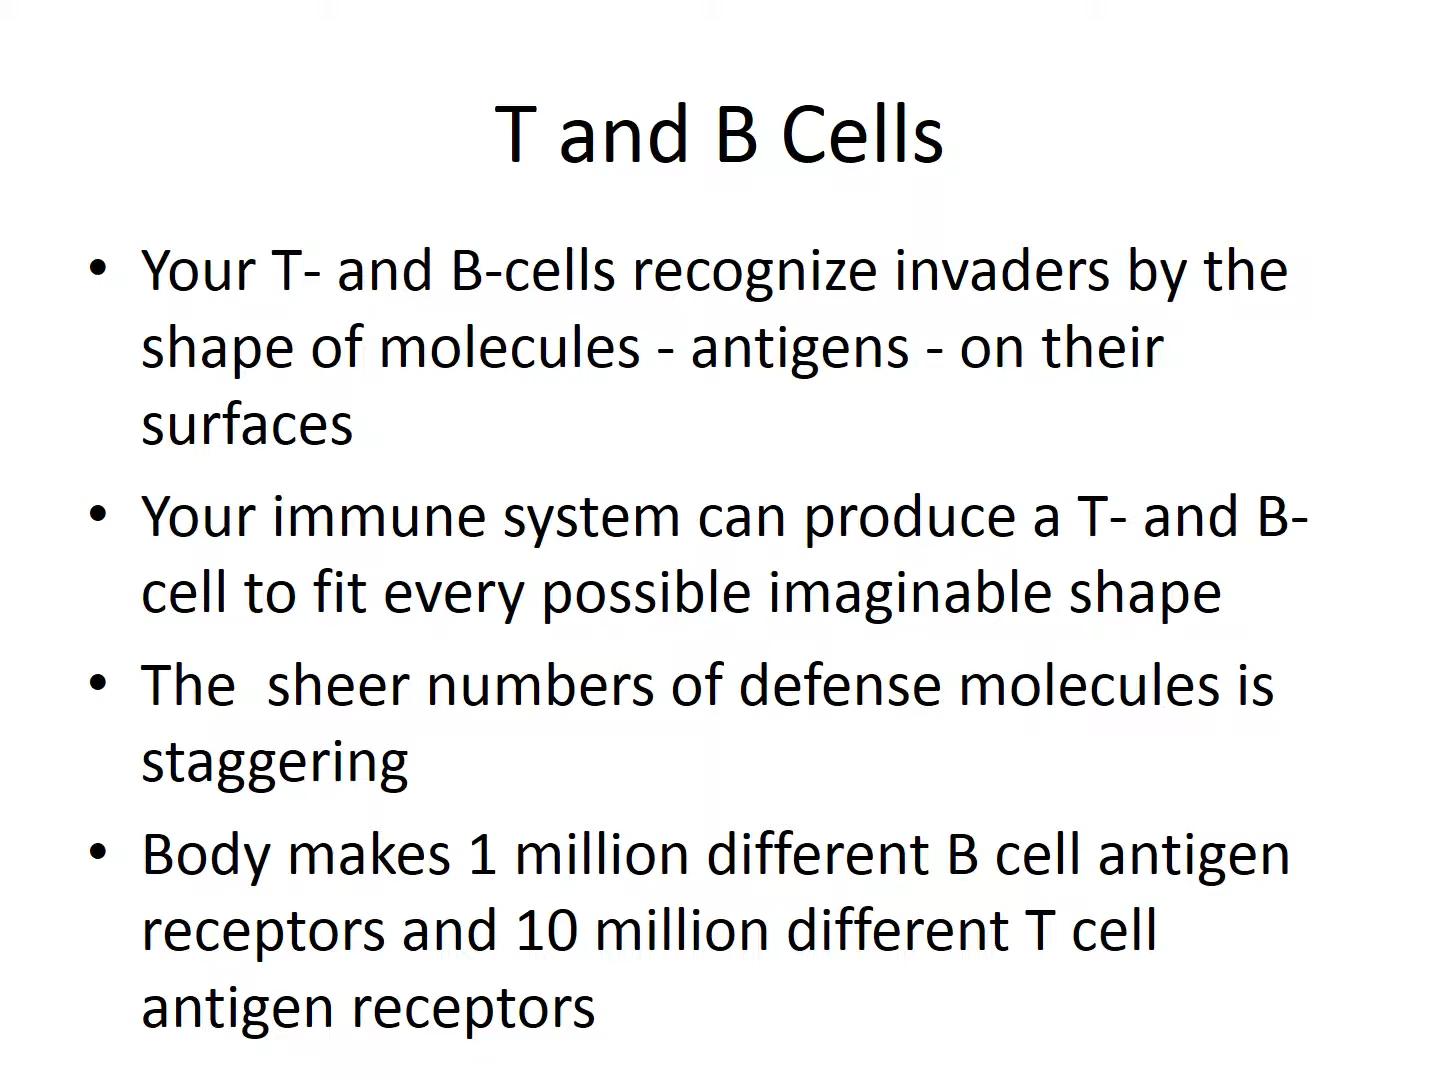 T and B Cells
• Your T- and B-cells recognize invaders by the
shape of molecules - antigens - on their
surfaces
• Your immune system can produce a T- and B-
cell to fit every possible imaginable shape
• The  sheer numbers of defense molecules is
staggering
• Body makes 1 million different B cell antigen
receptors and 10 million different T cell
antigen receptors